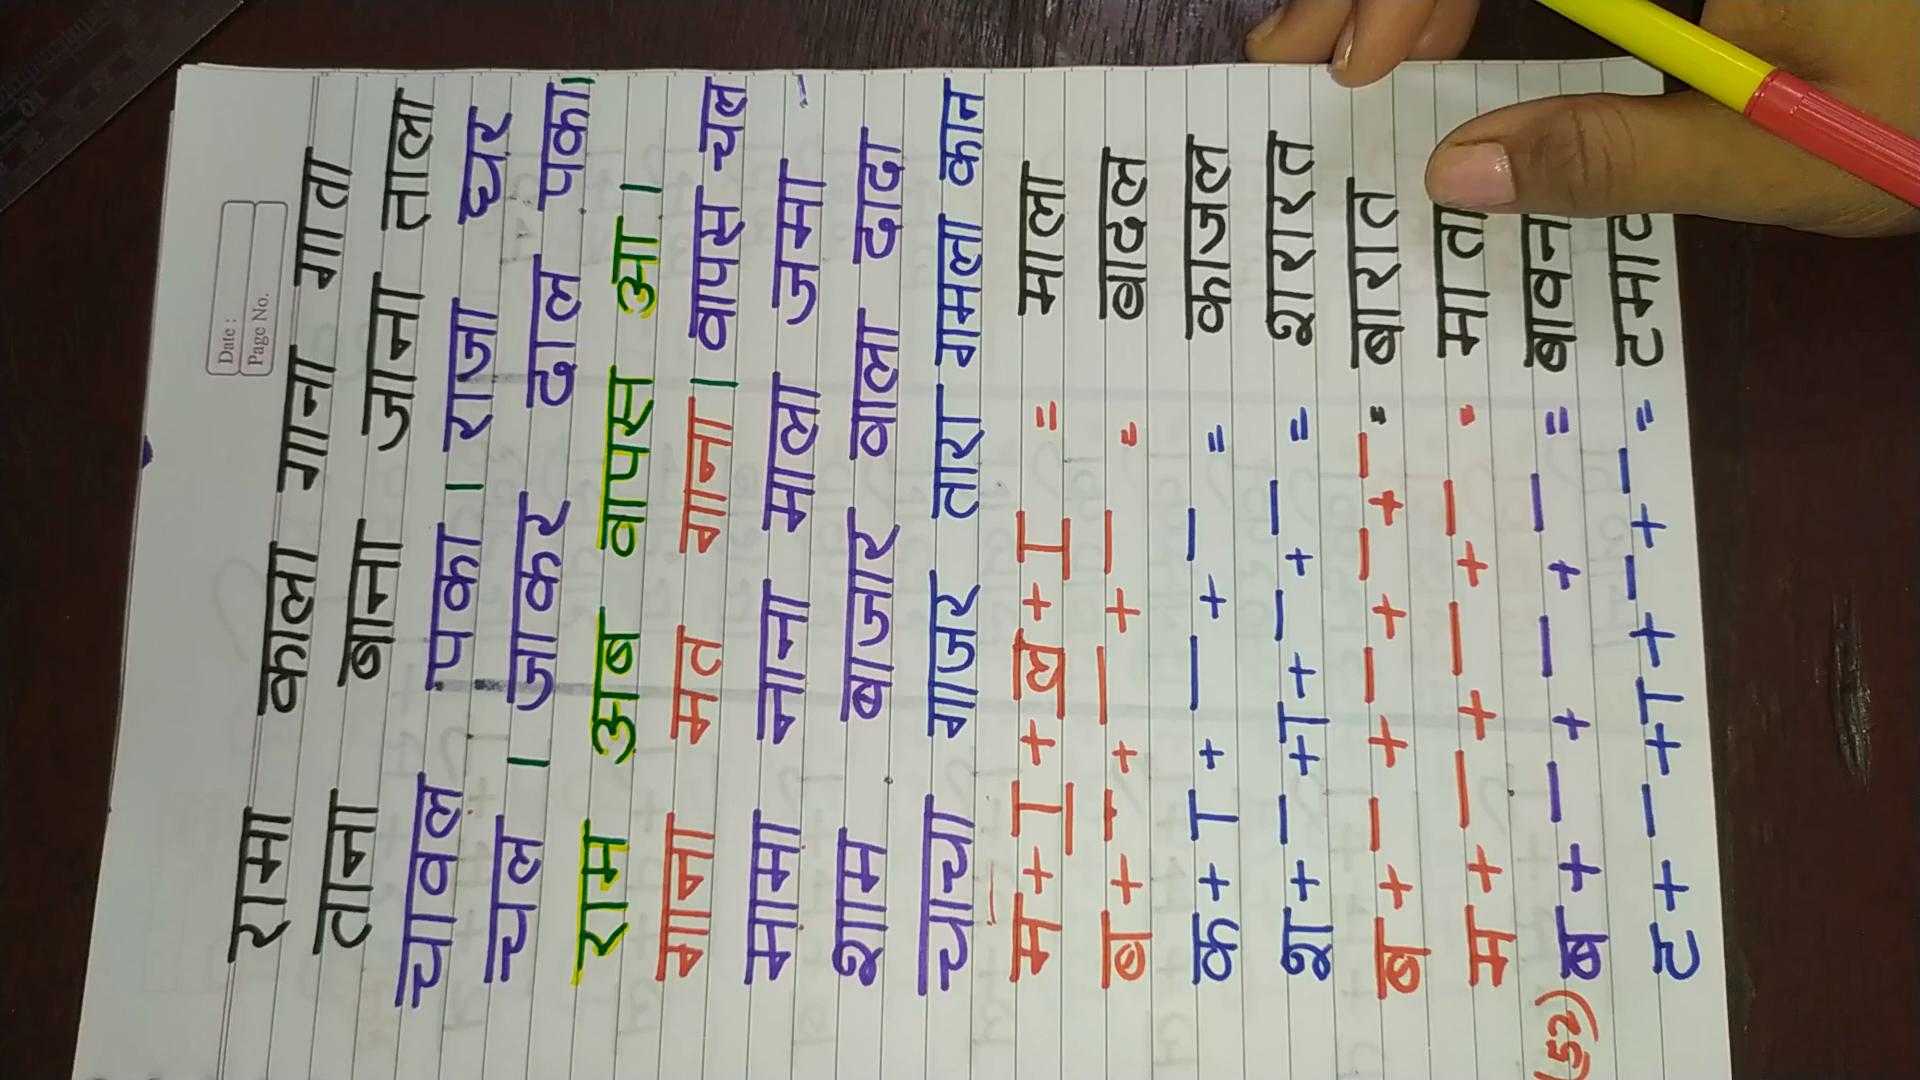 Date :
Page No.
रामा काला गाना गाता
ताना बाना जाना ताला
चावल पका । राजा घर
चल । जाकर दाल पका।
राम अब वापस आ ।
गाना मत गाना । वापस चल
मामा नाना माला जमा
शाम बाजार वाला दादा
चाचा गाजर तारा गमला कान
म + ा + ल + ा = माला
ब + ा + _ + _ = बादल
क + ा + _ + _ = काजल
श + _ + ा + _ + _ = शरारत
ब + _ + _ + _ + _ = बारात
म + _ + _ + _ =
(52) ब + _ + _ + _ = बावन
ट + _ + ा + _ + _ =